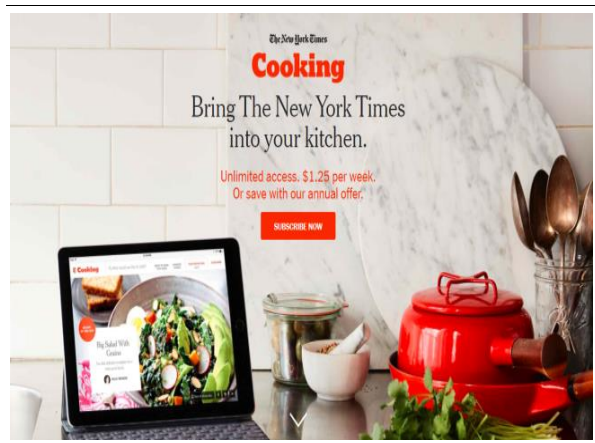 The New York Times
Cooking
Bring The New York Times
into your kitchen.
Unlimited access. $1.25 per week.
Or save with our annual offer.
SUBSCRIBE NOW
Cooking
Big Salad With
Grains